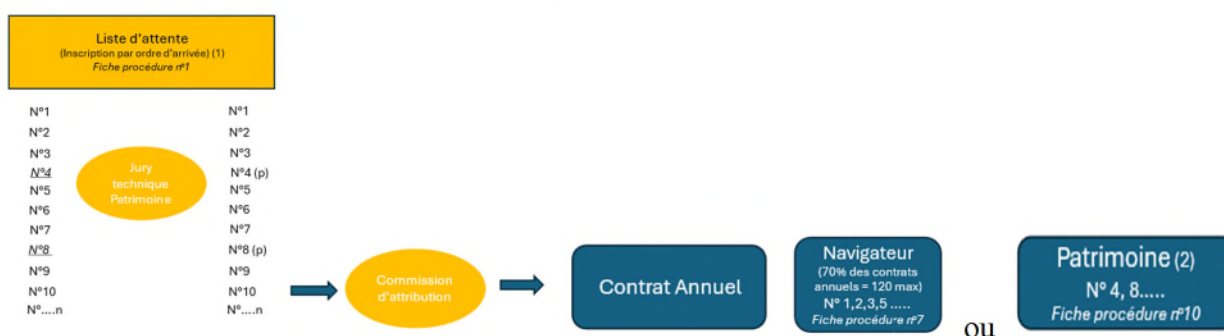 Liste d'attente
(Inscription par ordre d'arrivée) (1)
Fiche procédure n°1
N°1
N°2
N°3
N°4
N°5
N°6
N°7
N°8
N°9
N°10
N°....n
Jury
technique
Patrimoine
N°1
N°2
N°3
N°4 (p)
N°5
N°6
N°7
N°8 (p)
N°9
N°10
N°....n
Commission
d'attribution
Contrat Annuel
Navigateur
(70% des contrats
annuels = 120 max)
N° 1,2,3,5 .....
Fiche procédure n°7
ou
Patrimoine (2)
N° 4, 8.....
Fiche procédure n°10